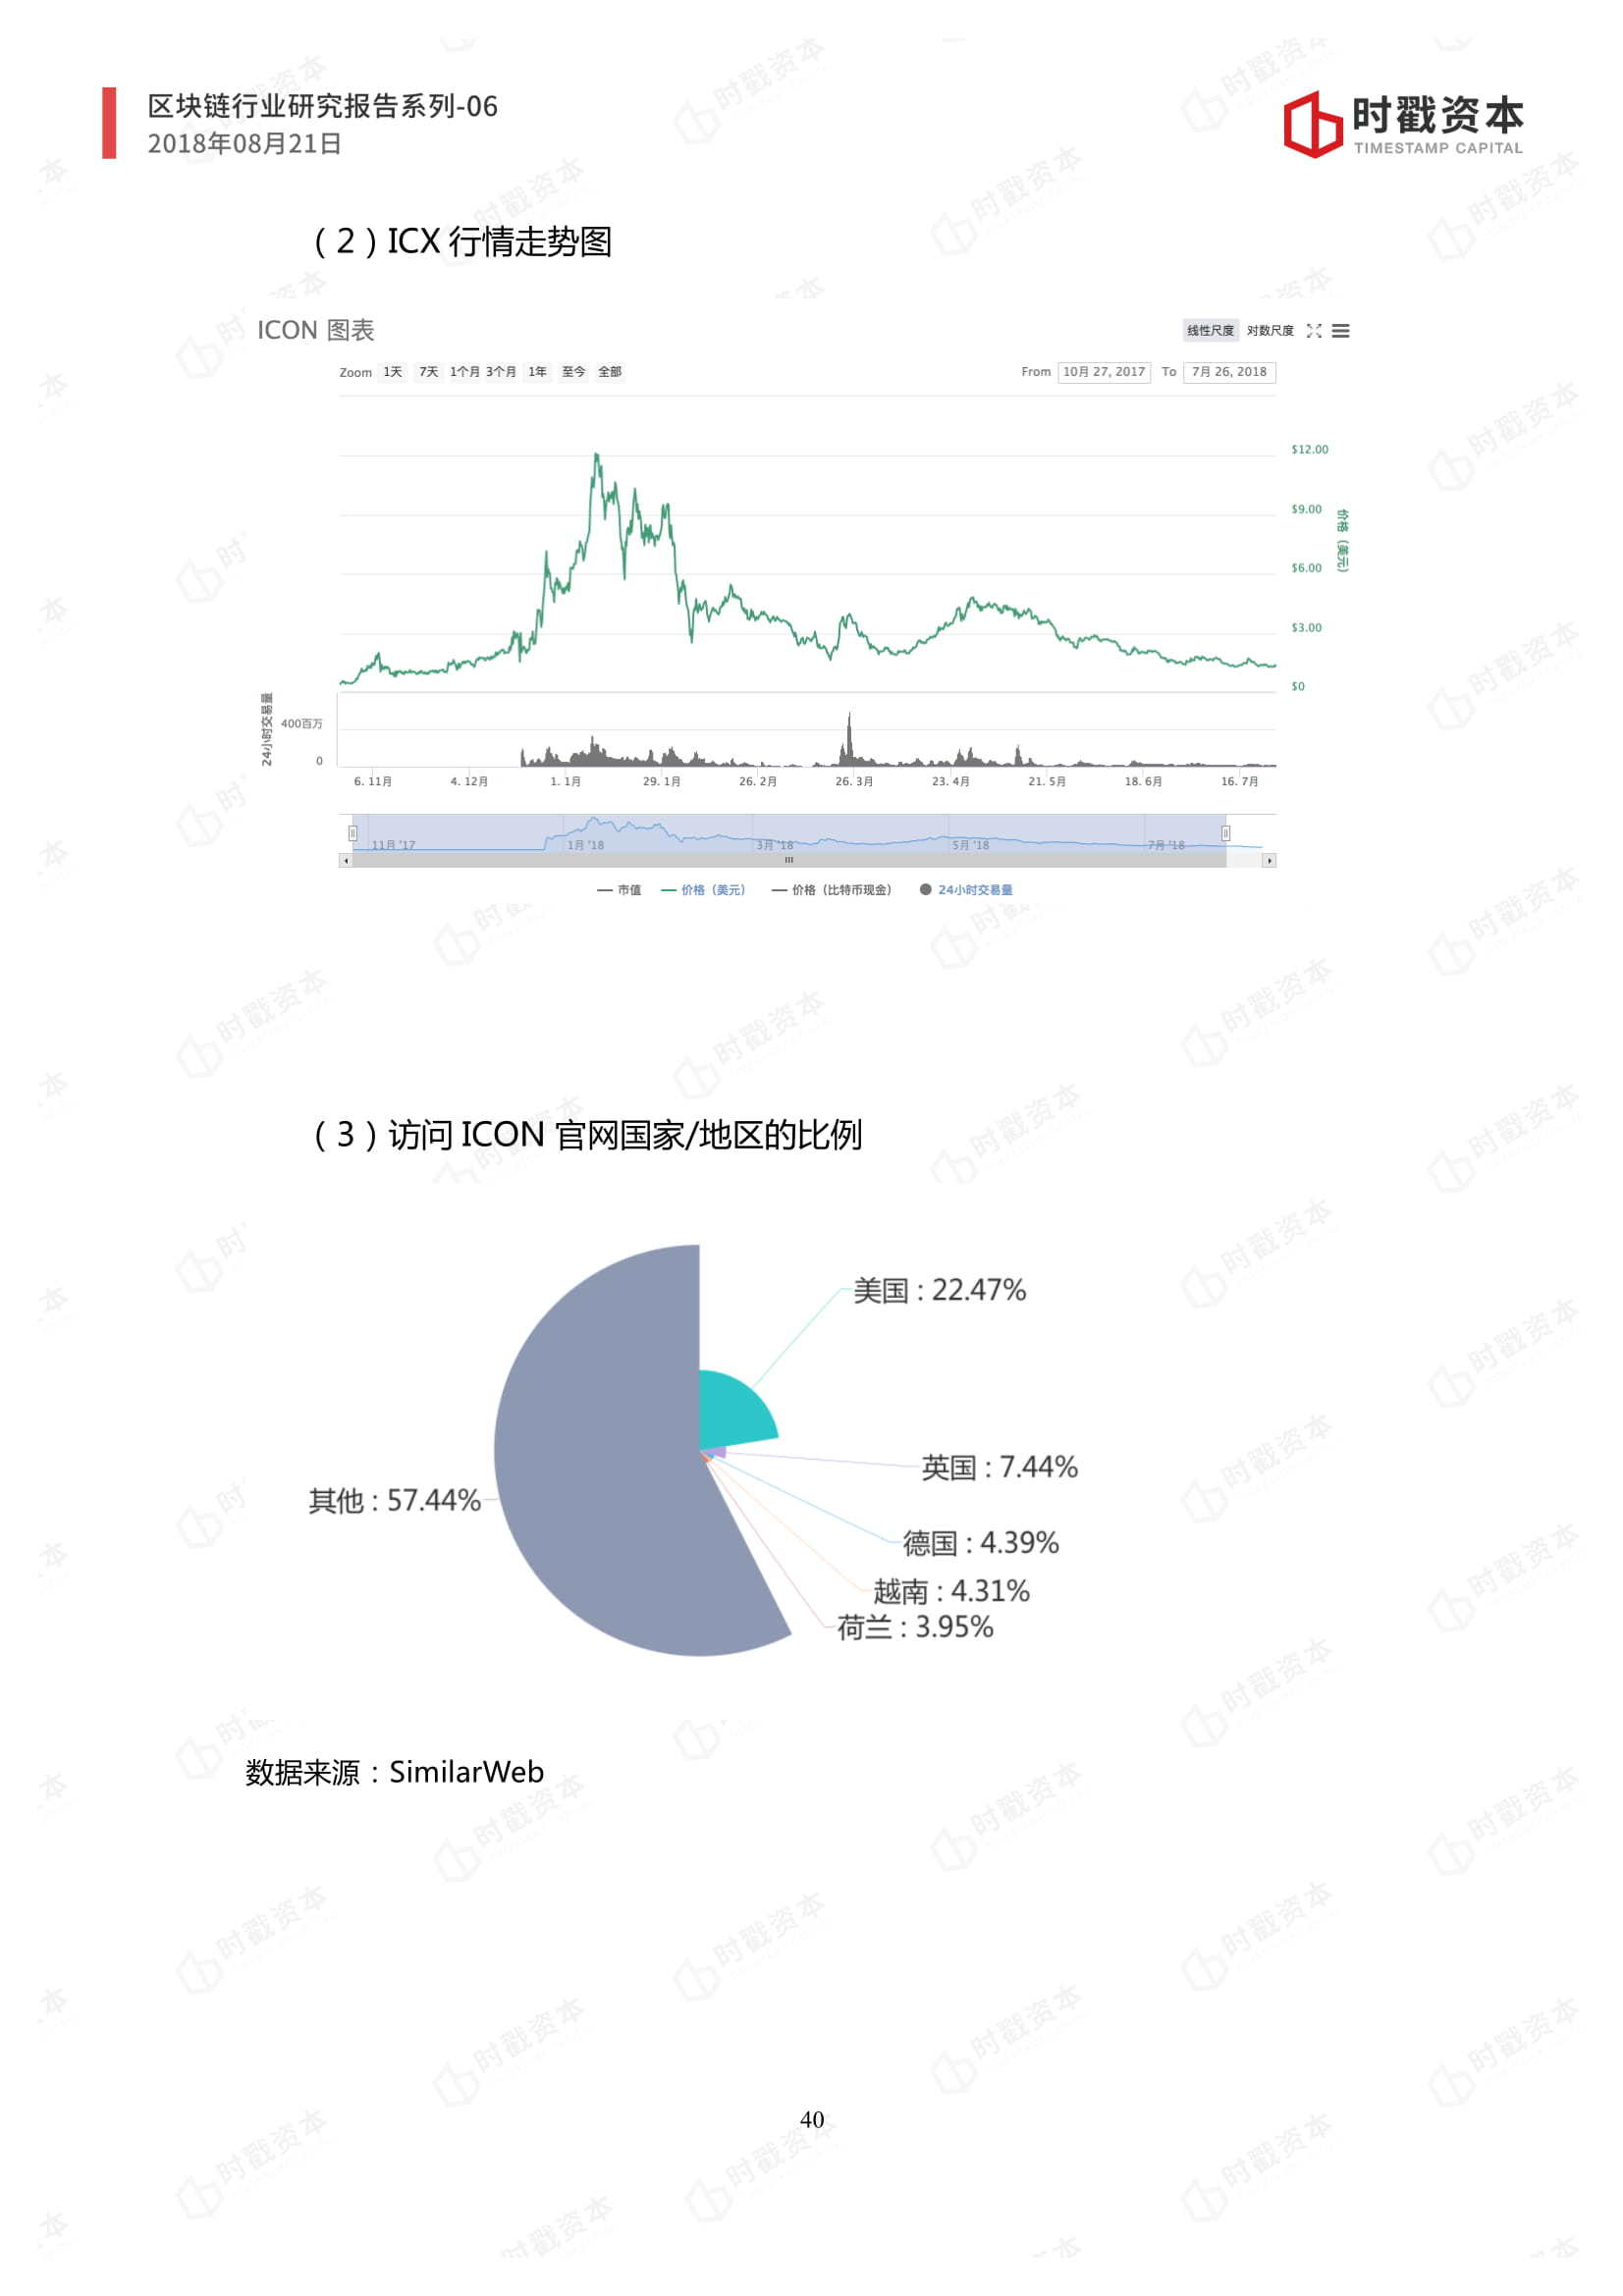 区块链行业研究报告系列-06
2018年08月21日
时戳资本
TIMESTAMP CAPITAL
（2）ICX 行情走势图
ICON 图表
线性尺度 对数尺度
Zoom 1天 7天 1个月 3个月 1年 至今 全部
From 10月 27, 2017 To 7月 26, 2018
$12.00
$9.00
$6.00
$3.00
$0
价格（美元）
24小时交易量
400百万
0
6. 11月 4. 12月 1. 1月 29. 1月 26. 2月 26. 3月 23. 4月 21. 5月 18. 6月 16. 7月
11月 '17 1月 '18 3月 '18 5月 '18 7月 '18
市值 价格（美元） 价格（比特币现金） 24小时交易量
（3）访问 ICON 官网国家/地区的比例
美国 : 22.47%
英国 : 7.44%
其他 : 57.44%
德国 : 4.39%
越南 : 4.31%
荷兰 : 3.95%
数据来源：SimilarWeb
40